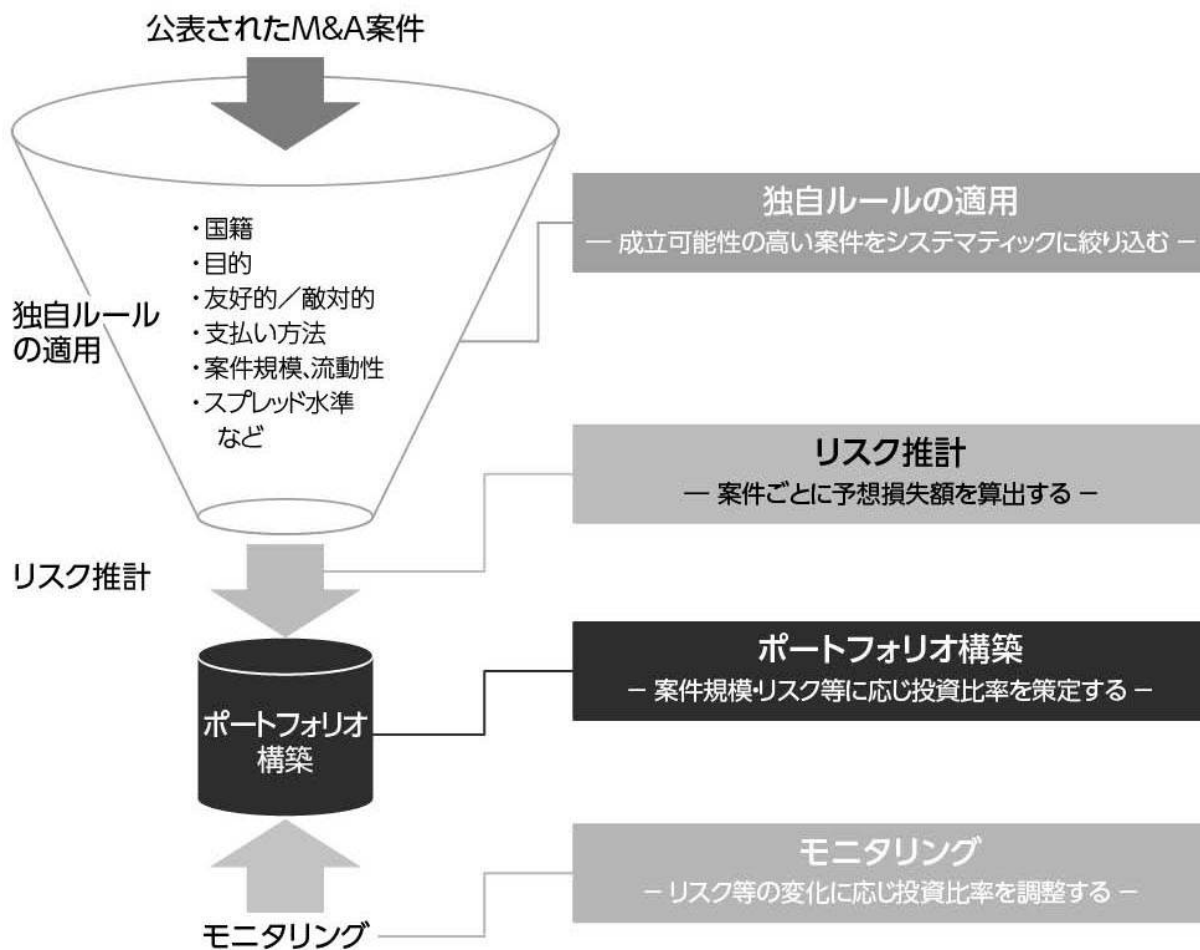 公表されたM&A案件
・国籍
・目的
・友好的／敵対的
・支払い方法
・案件規模、流動性
・スプレッド水準
など
独自ルール
の適用
独自ルールの適用
― 成立可能性の高い案件をシステマティックに絞り込む −
リスク推計
― 案件ごとに予想損失額を算出する −
リスク推計
ポートフォリオ
構築
ポートフォリオ構築
− 案件規模・リスク等に応じ投資比率を策定する −
モニタリング
− リスク等の変化に応じ投資比率を調整する −
モニタリング